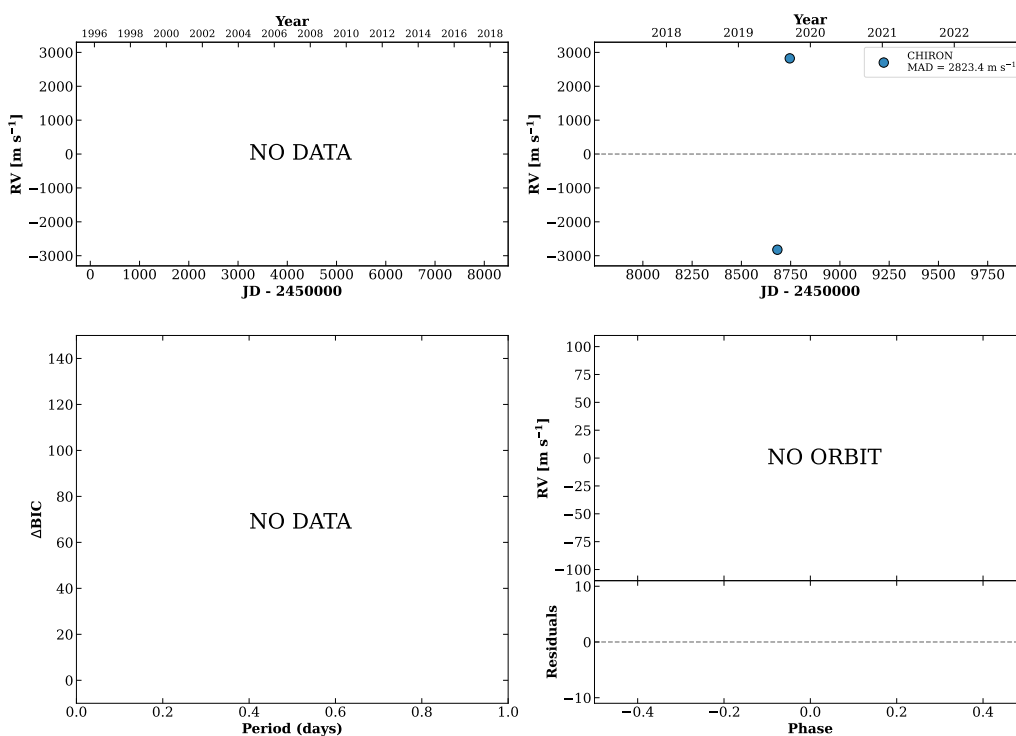 Year
1996 1998 2000 2002 2004 2006 2008 2010 2012 2014 2016 2018
3000
2000
1000
0
−1000
−2000
−3000
RV [m s⁻¹]
NO DATA
0 1000 2000 3000 4000 5000 6000 7000 8000
JD - 2450000
Year
2018 2019 2020 2021 2022
3000
2000
1000
0
−1000
−2000
−3000
RV [m s⁻¹]
CHIRON
MAD = 2823.4 m s⁻¹
8000 8250 8500 8750 9000 9250 9500 9750
JD - 2450000
140
120
100
80
60
40
20
0
ΔBIC
NO DATA
0.0 0.2 0.4 0.6 0.8 1.0
Period (days)
100
75
50
25
0
−25
−50
−75
−100
RV [m s⁻¹]
NO ORBIT
10
0
−10
Residuals
−0.4 −0.2 0.0 0.2 0.4
Phase